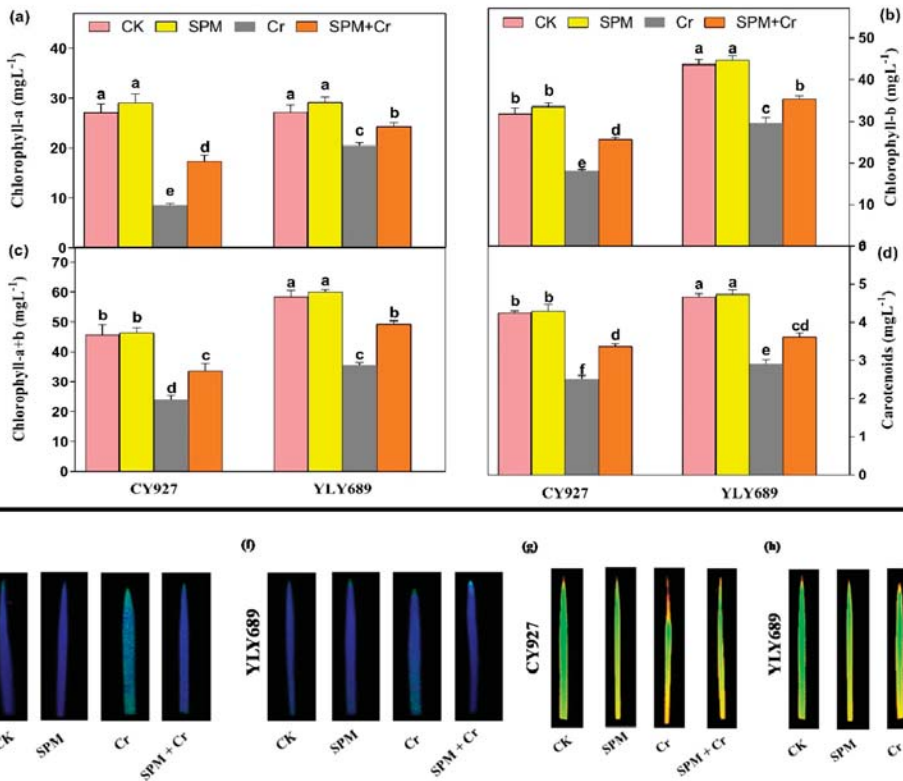 (a)
CK SPM Cr SPM+Cr
Chlorophyll-a (mgL⁻¹)
40
30
20
10
0
a a e d a a c b
(b)
CK SPM Cr SPM+Cr
Chlorophyll-b (mgL⁻¹)
50
40
30
20
10
0
b b e d a a c d
(c)
Chlorophyll-a+b (mgL⁻¹)
70
60
50
40
30
20
10
0
b b d c a a c b
CY927 YLY689
(d)
Carotenoids (mgL⁻¹)
5
4
3
2
1
0
b b f d a a e cd
CY927 YLY689
CK SPM Cr SPM + Cr
(f)
YLY689
CK SPM Cr SPM + Cr
(g)
CY927
CK SPM Cr SPM + Cr
(h)
YLY689
CK SPM Cr